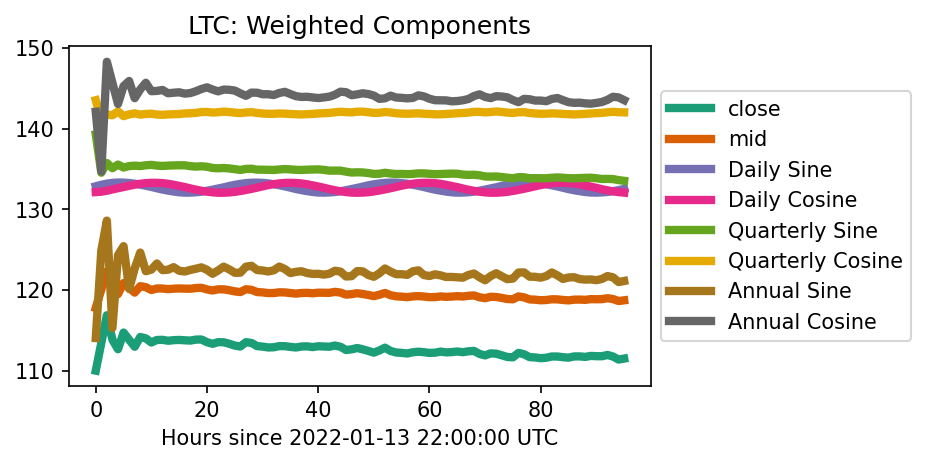 LTC: Weighted Components
150
140
130
120
110
0 20 40 60 80
Hours since 2022-01-13 22:00:00 UTC
close
mid
Daily Sine
Daily Cosine
Quarterly Sine
Quarterly Cosine
Annual Sine
Annual Cosine